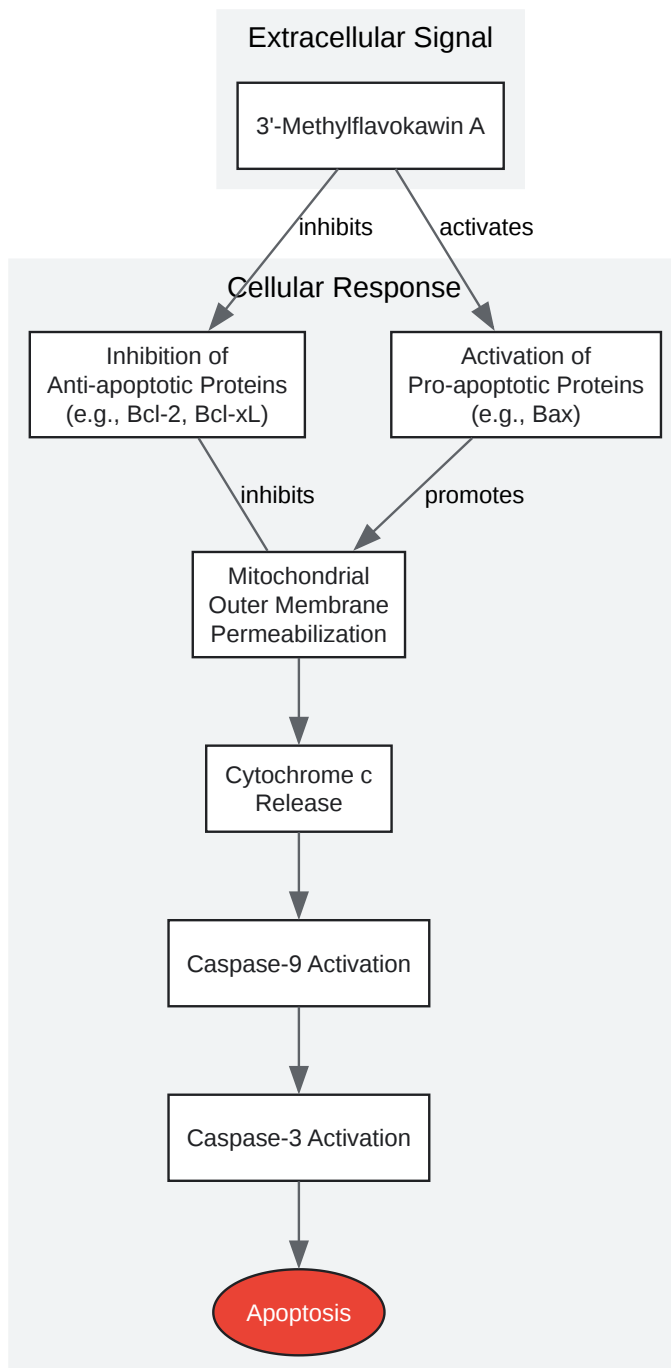 Extracellular Signal
3'-Methylflavokawin A
inhibits
activates
Cellular Response
Inhibition of
Anti-apoptotic Proteins
(e.g., Bcl-2, Bcl-xL)
Activation of
Pro-apoptotic Proteins
(e.g., Bax)
inhibits
promotes
Mitochondrial
Outer Membrane
Permeabilization
Cytochrome c
Release
Caspase-9 Activation
Caspase-3 Activation
Apoptosis